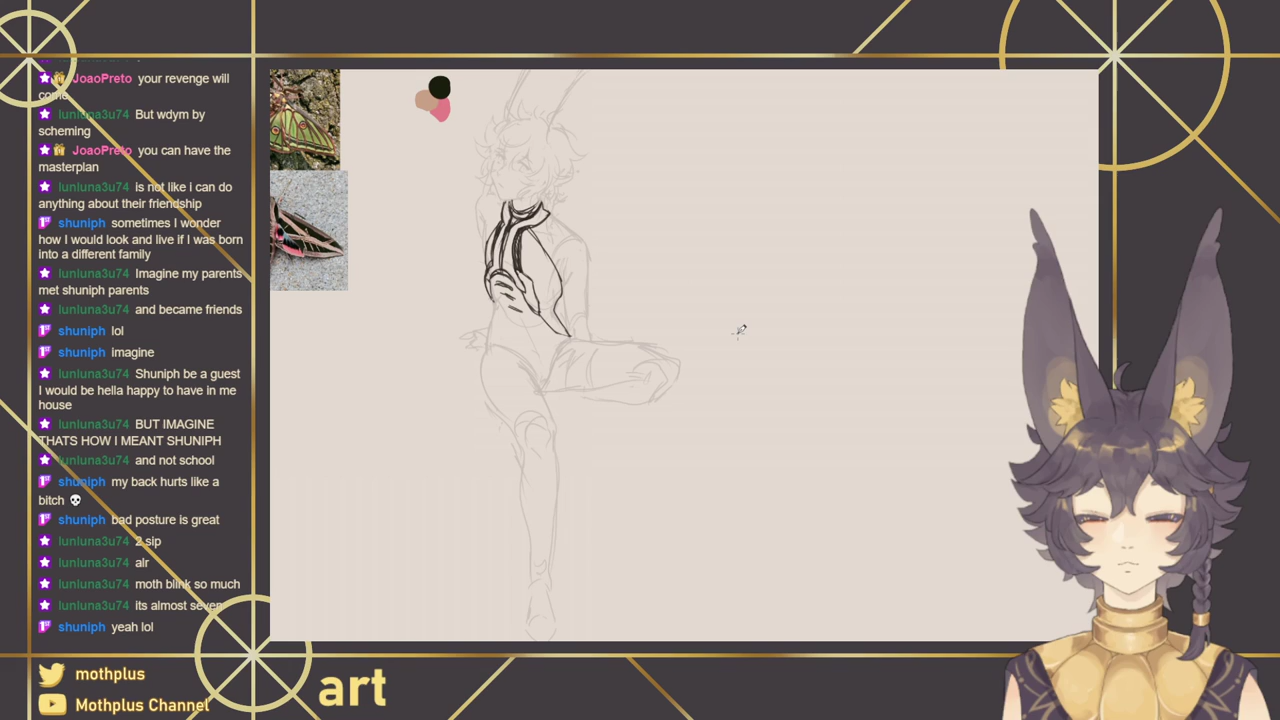 JoaoPreto your revenge will
come
lunluna3u74 But wdym by
scheming
JoaoPreto you can have the
masterplan
lunluna3u74 is not like i can do
anything about their friendship
shuniph sometimes I wonder
how I would look and live if I was born
into a different family
lunluna3u74 Imagine my parents
met shuniph parents
lunluna3u74 and became friends
shuniph lol
shuniph imagine
lunluna3u74 Shuniph be a guest
I would be hella happy to have in me
house
lunluna3u74 BUT IMAGINE
THATS HOW I MEANT SHUNIPH
lunluna3u74 and not school
shuniph my back hurts like a
bitch 💀
shuniph bad posture is great
lunluna3u74 2 sip
lunluna3u74 alr
lunluna3u74 moth blink so much
lunluna3u74 its almost seven
shuniph yeah lol
mothplus
Mothplus Channel
art